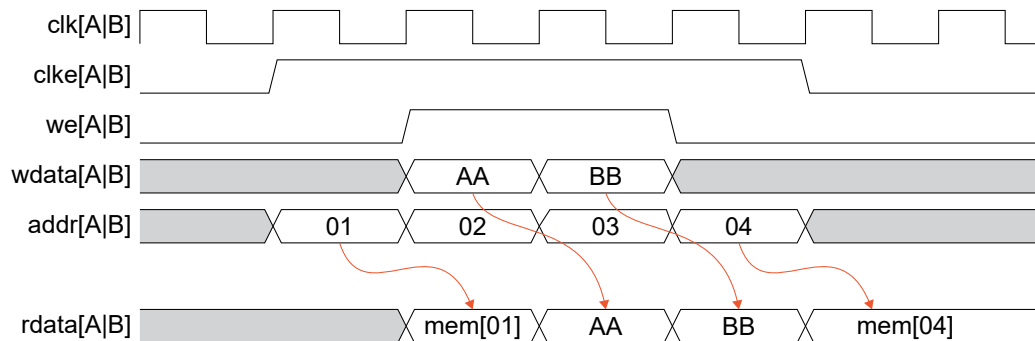 clk[A|B]
clke[A|B]
we[A|B]
wdata[A|B] AA BB
addr[A|B] 01 02 03 04
rdata[A|B] mem[01] AA BB mem[04]